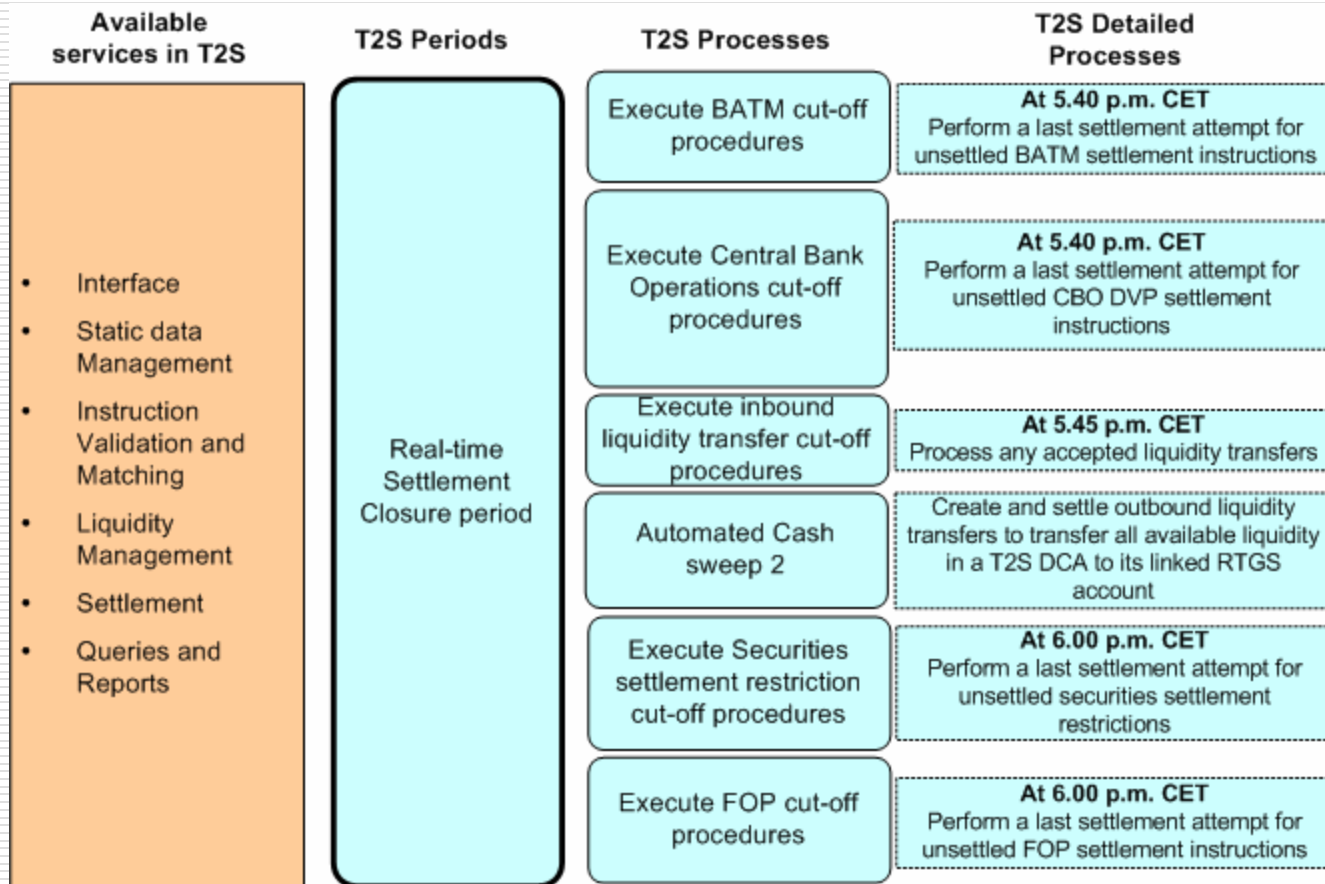 Available
services in T2S
T2S Periods
T2S Processes
T2S Detailed
Processes
• Interface
• Static data
Management
• Instruction
Validation and
Matching
• Liquidity
Management
• Settlement
• Queries and
Reports
Real-time
Settlement
Closure period
Execute BATM cut-off
procedures
At 5.40 p.m. CET
Perform a last settlement attempt for
unsettled BATM settlement instructions
Execute Central Bank
Operations cut-off
procedures
At 5.40 p.m. CET
Perform a last settlement attempt for
unsettled CBO DVP settlement
instructions
Execute inbound
liquidity transfer cut-off
procedures
At 5.45 p.m. CET
Process any accepted liquidity transfers
Automated Cash
sweep 2
Create and settle outbound liquidity
transfers to transfer all available liquidity
in a T2S DCA to its linked RTGS
account
Execute Securities
settlement restriction
cut-off procedures
At 6.00 p.m. CET
Perform a last settlement attempt for
unsettled securities settlement
restrictions
Execute FOP cut-off
procedures
At 6.00 p.m. CET
Perform a last settlement attempt for
unsettled FOP settlement instructions